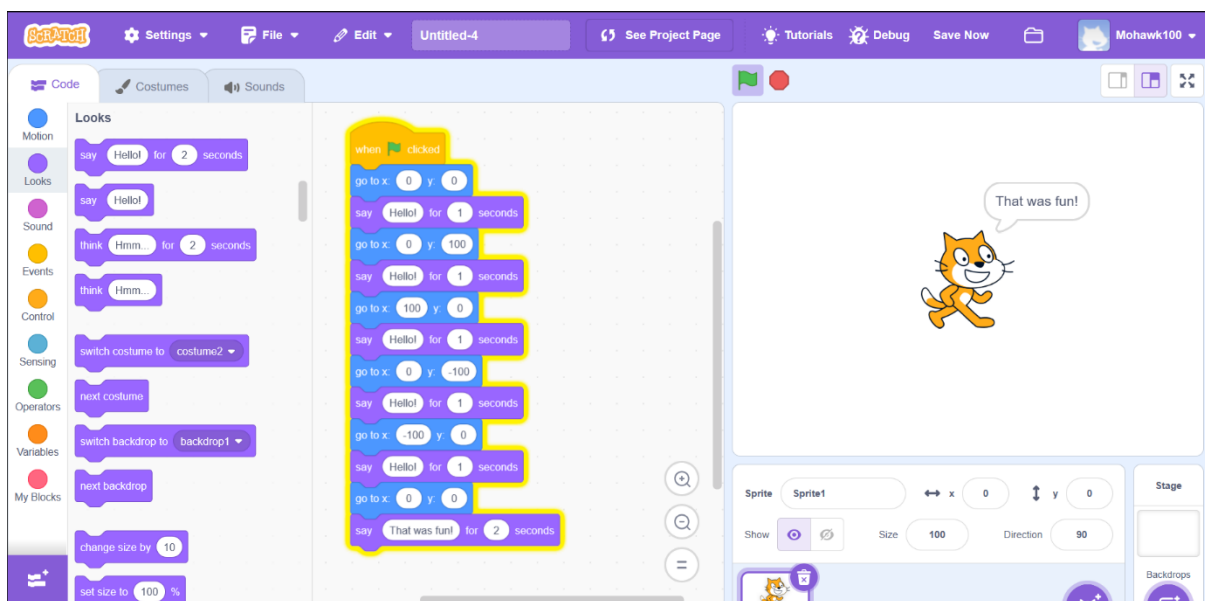 SCRATCH Settings File Edit Untitled-4 See Project Page Tutorials Debug Save Now Mohawk100
Code Costumes Sounds
Motion
Looks
Sound
Events
Control
Sensing
Operators
Variables
My Blocks
Looks
say Hello! for 2 seconds
say Hello!
think Hmm... for 2 seconds
think Hmm...
switch costume to costume2
next costume
switch backdrop to backdrop1
next backdrop
change size by 10
set size to 100 %
when clicked
go to x: 0 y: 0
say Hello! for 1 seconds
go to x: 0 y: 100
say Hello! for 1 seconds
go to x: 100 y: 0
say Hello! for 1 seconds
go to x: 0 y: -100
say Hello! for 1 seconds
go to x: -100 y: 0
say Hello! for 1 seconds
go to x: 0 y: 0
say That was fun! for 2 seconds
That was fun!
Sprite Sprite1 x 0 y 0
Show Size 100 Direction 90
Stage
Backdrops